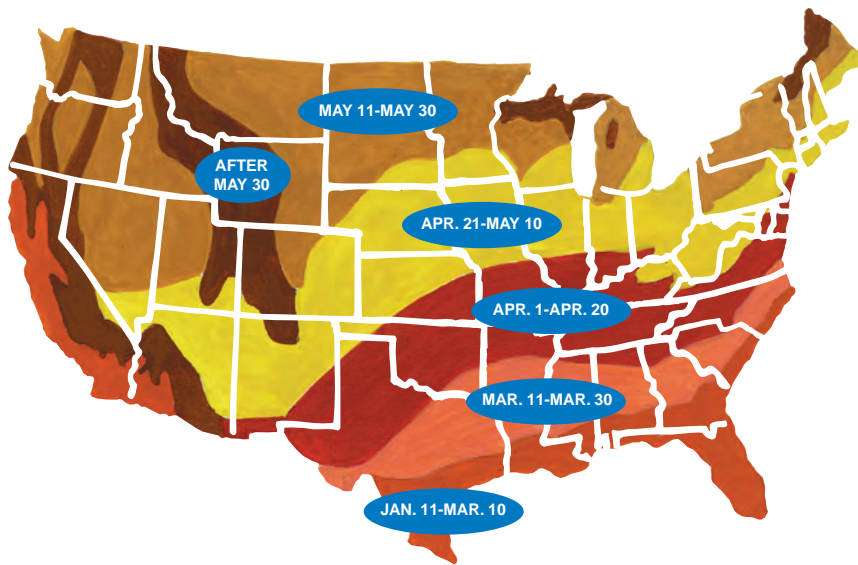 MAY 11-MAY 30
AFTER
MAY 30
APR. 21-MAY 10
APR. 1-APR. 20
MAR. 11-MAR. 30
JAN. 11-MAR. 10